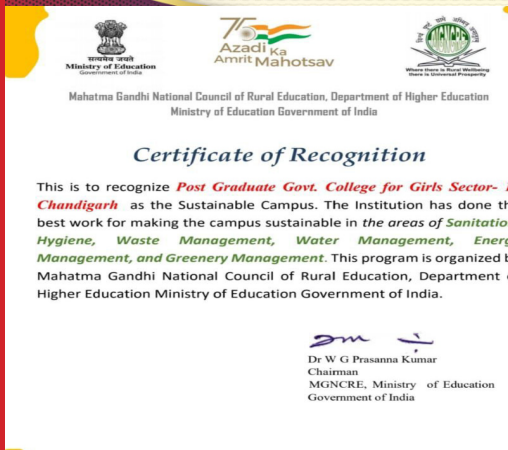 सत्यमेव जयते
Ministry of Education
Government of India
75
Azadi Ka
Amrit Mahotsav
MGNCRE
Where there is Rural Wellbeing
there is Universal Prosperity
Mahatma Gandhi National Council of Rural Education, Department of Higher Education
Ministry of Education Government of India
Certificate of Recognition
This is to recognize Post Graduate Govt. College for Girls Sector-
Chandigarh as the Sustainable Campus. The Institution has done th
best work for making the campus sustainable in the areas of Sanitatio
Hygiene, Waste Management, Water Management, Energ
Management, and Greenery Management. This program is organized b
Mahatma Gandhi National Council of Rural Education, Department
Higher Education Ministry of Education Government of India.
Dr W G Prasanna Kumar
Chairman
MGNCRE, Ministry of Education
Government of India